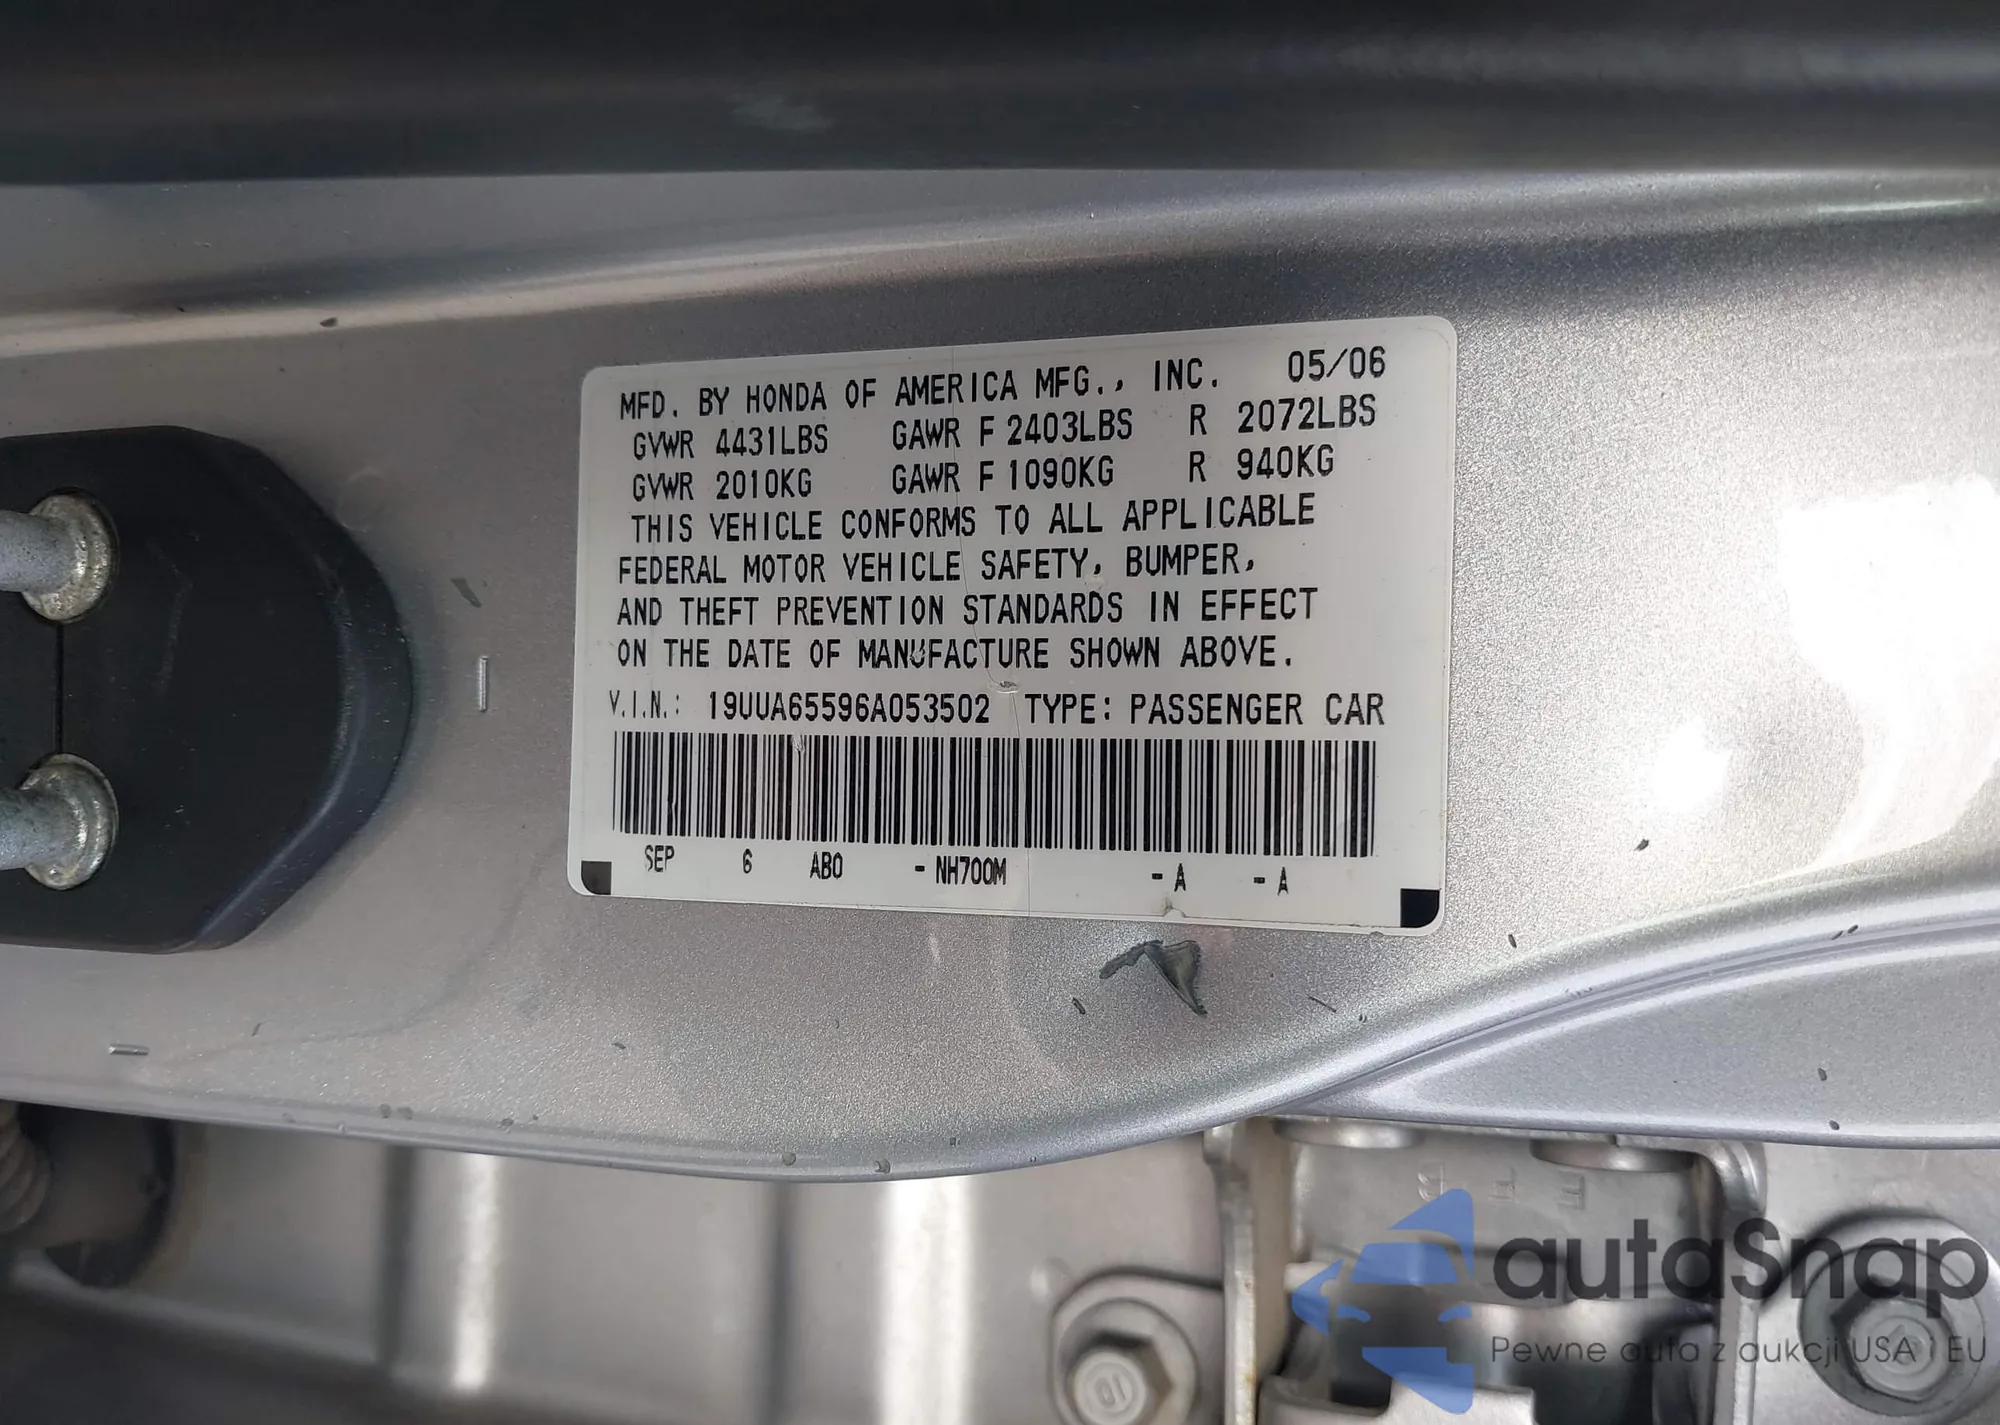 MFD. BY HONDA OF AMERICA MFG., INC. 05/06
GVWR 4431LBS GAWR F 2403LBS R 2072LBS
GVWR 2010KG GAWR F 1090KG R 940KG
THIS VEHICLE CONFORMS TO ALL APPLICABLE
FEDERAL MOTOR VEHICLE SAFETY, BUMPER,
AND THEFT PREVENTION STANDARDS IN EFFECT
ON THE DATE OF MANUFACTURE SHOWN ABOVE.
V.I.N.: 19UUA65596A053502 TYPE: PASSENGER CAR
SEP 6 AB0 - NH700M - A - A
autaSnap
Pewne auta z aukcji USA i EU